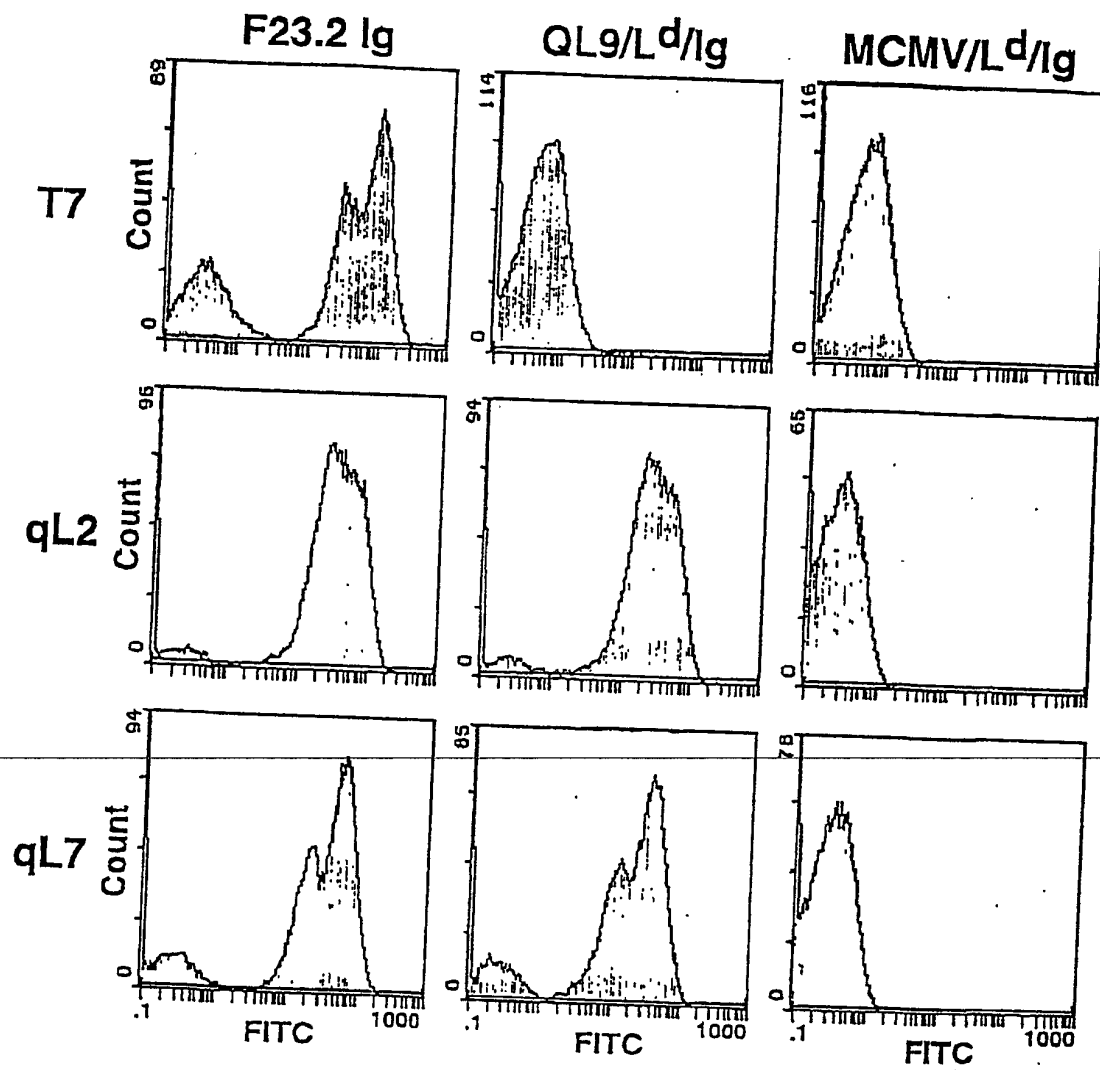 F23.2 Ig QL9/Ld/Ig MCMV/Ld/Ig
T7 Count 89 0 114 0 116 0
qL2 Count 96 0 94 0 65 0
qL7 Count 94 0 85 0 78 0
.1 1000 .1 1000 .1 1000
FITC FITC FITC